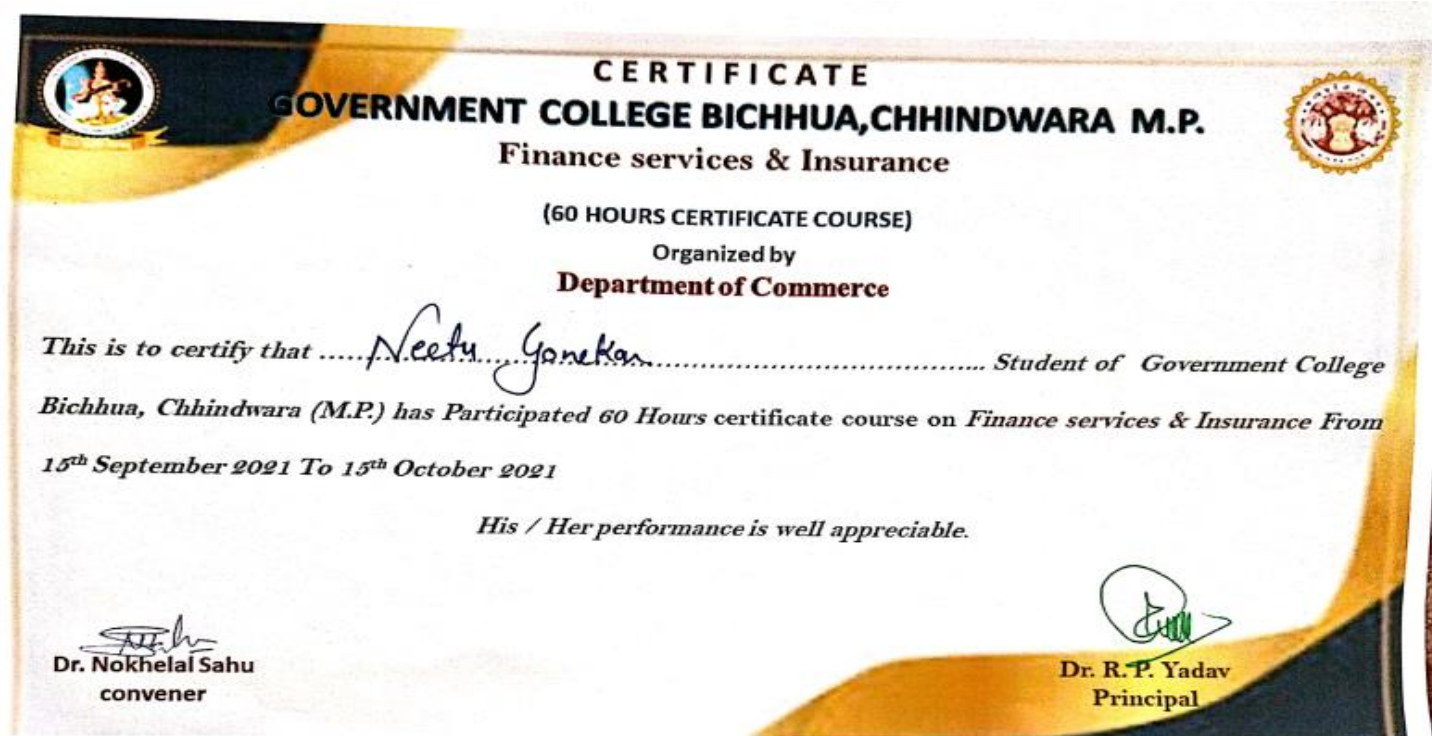 CERTIFICATE
GOVERNMENT COLLEGE BICHHUA,CHHINDWARA M.P.
Finance services & Insurance
(60 HOURS CERTIFICATE COURSE)
Organized by
Department of Commerce
This is to certify that ..... Neetu Gonekar ........ Student of Government College
Bichhua, Chhindwara (M.P.) has Participated 60 Hours certificate course on Finance services & Insurance From
15th September 2021 To 15th October 2021
His / Her performance is well appreciable.
Dr. Nokhelal Sahu
convener
Dr. R. P. Yadav
Principal